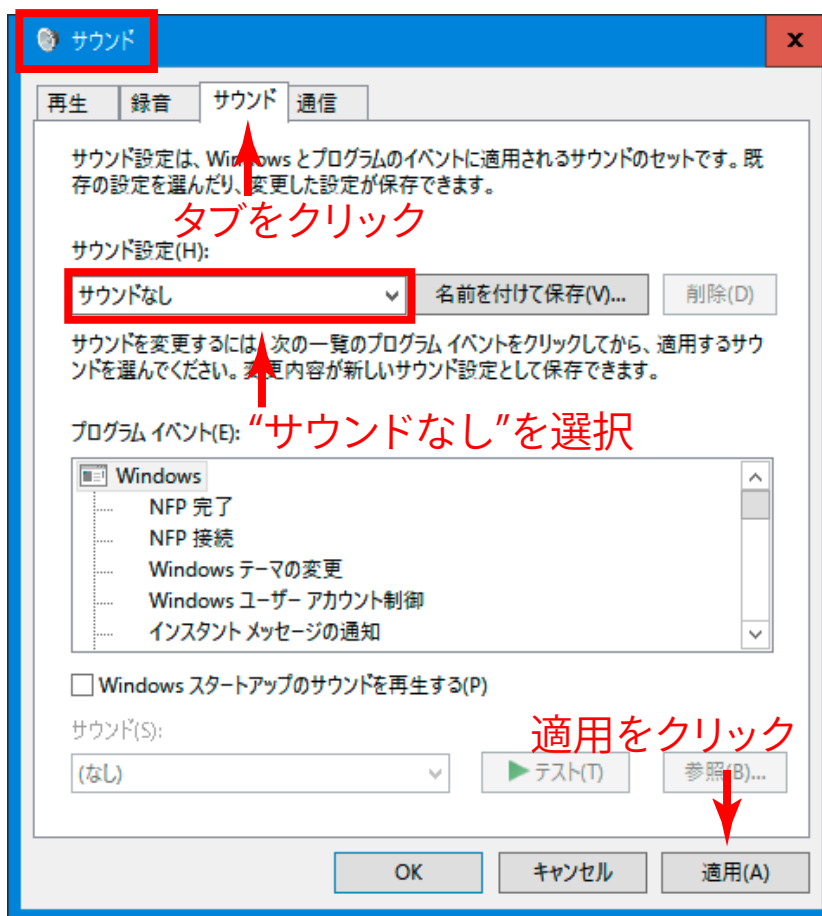 サウンド
x
再生 録音 サウンド 通信
サウンド設定は、Windows とプログラムのイベントに適用されるサウンドのセットです。既
存の設定を選んだり、変更した設定が保存できます。
タブをクリック
サウンド設定(H):
サウンドなし 名前を付けて保存(V)... 削除(D)
サウンドを変更するには、次の一覧のプログラム イベントをクリックしてから、適用するサウ
ンドを選んでください。変更内容が新しいサウンド設定として保存できます。
プログラム イベント(E): “サウンドなし”を選択
Windows
NFP 完了
NFP 接続
Windows テーマの変更
Windows ユーザー アカウント制御
インスタント メッセージの通知
Windows スタートアップのサウンドを再生する(P)
サウンド(S):
適用をクリック
(なし) テスト(T) 参照(B)...
OK キャンセル 適用(A)